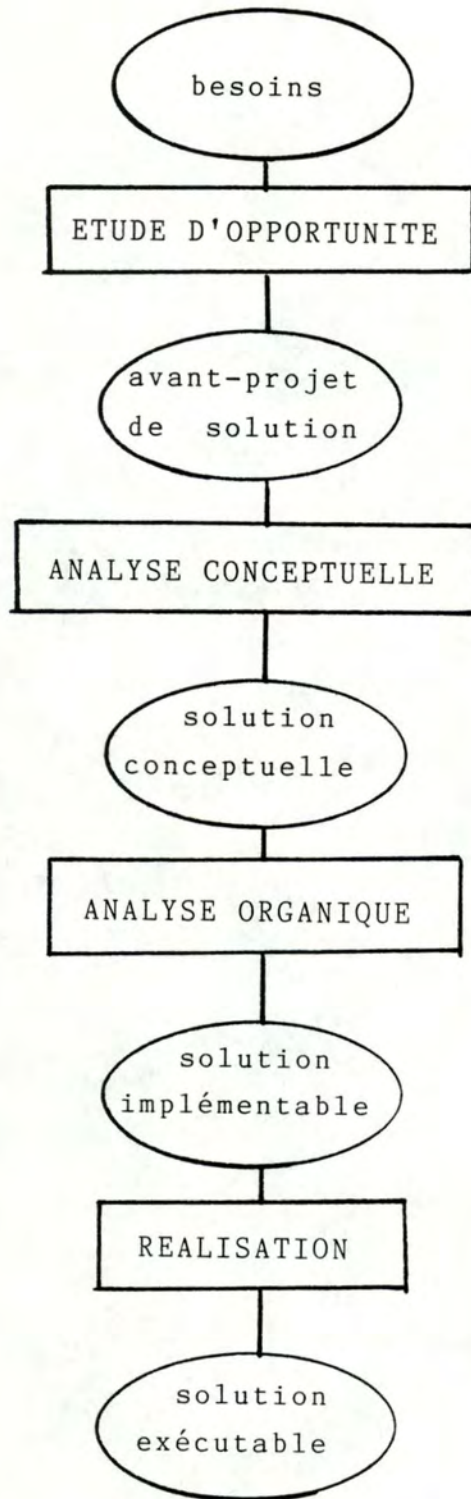 besoins
ETUDE D'OPPORTUNITE
avant-projet
de solution
ANALYSE CONCEPTUELLE
solution
conceptuelle
ANALYSE ORGANIQUE
solution
implémentable
REALISATION
solution
exécutable